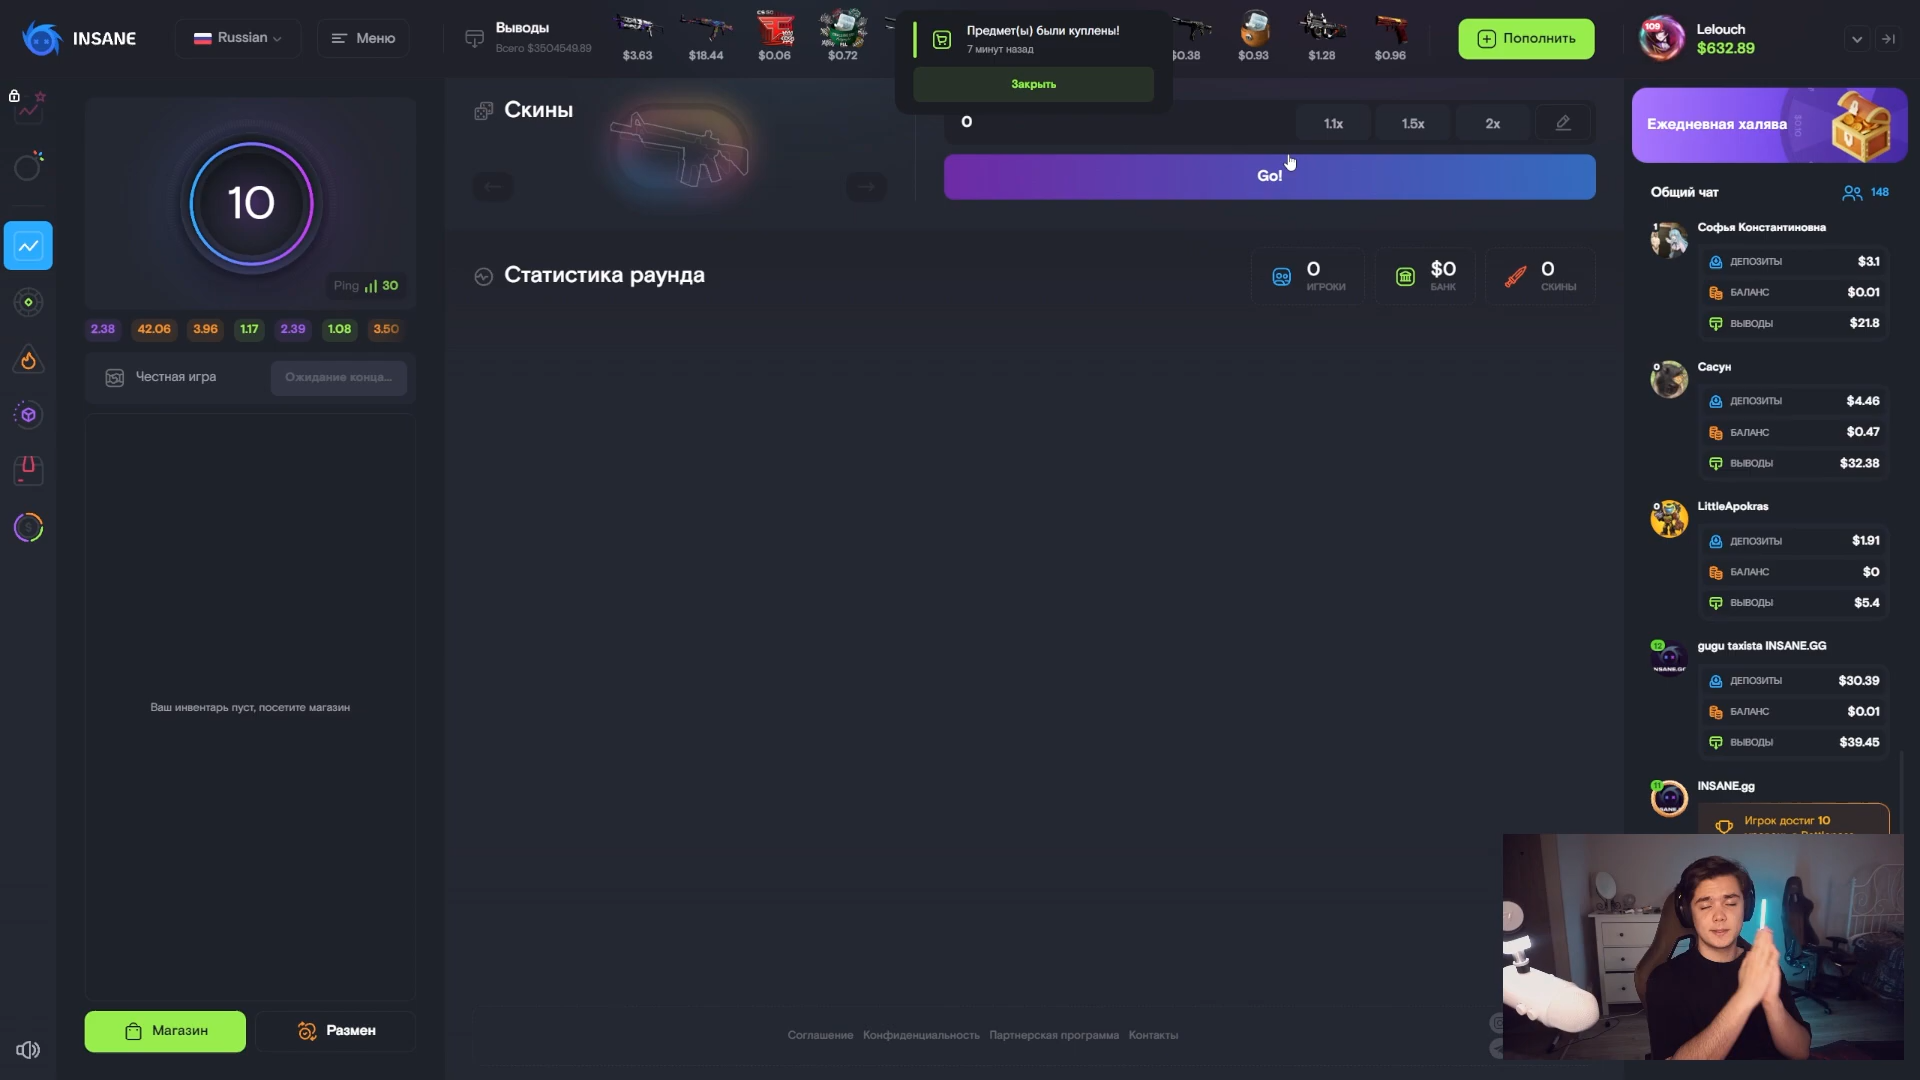 INSANE
Russian
Меню
Выводы
Всего $3504549.89
$3.63
$18.44
$0.06
$0.72
Предмет(ы) были куплены!
7 минут назад
Закрыть
$0.38
$0.93
$1.28
$0.96
Пополнить
109
Lelouch
$632.89
10
Ping 30
2.38 42.06 3.96 1.17 2.39 1.08 3.50
Честная игра
Ожидание конца...
Ваш инвентарь пуст, посетите магазин
Магазин
Размен
Скины
0
1.1x
1.5x
2x
Go!
Статистика раунда
0
ИГРОКИ
$0
БАНК
0
СКИНЫ
Соглашение Конфиденциальность Партнерская программа Контакты
Ежедневная халява
Общий чат
148
1
Софья Константиновна
ДЕПОЗИТЫ $3.1
БАЛАНС $0.01
ВЫВОДЫ $21.8
0
Сасун
ДЕПОЗИТЫ $4.46
БАЛАНС $0.47
ВЫВОДЫ $32.38
0
LittleApokras
ДЕПОЗИТЫ $1.91
БАЛАНС $0
ВЫВОДЫ $5.4
12
gugu taxista INSANE.GG
ДЕПОЗИТЫ $30.39
БАЛАНС $0.01
ВЫВОДЫ $39.45
11
INSANE.gg
Игрок достиг 10